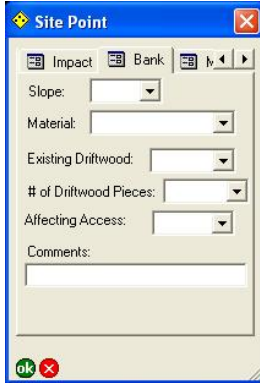 Site Point
Impact Bank
Slope:
Material:
Existing Driftwood:
# of Driftwood Pieces:
Affecting Access:
Comments:
ok